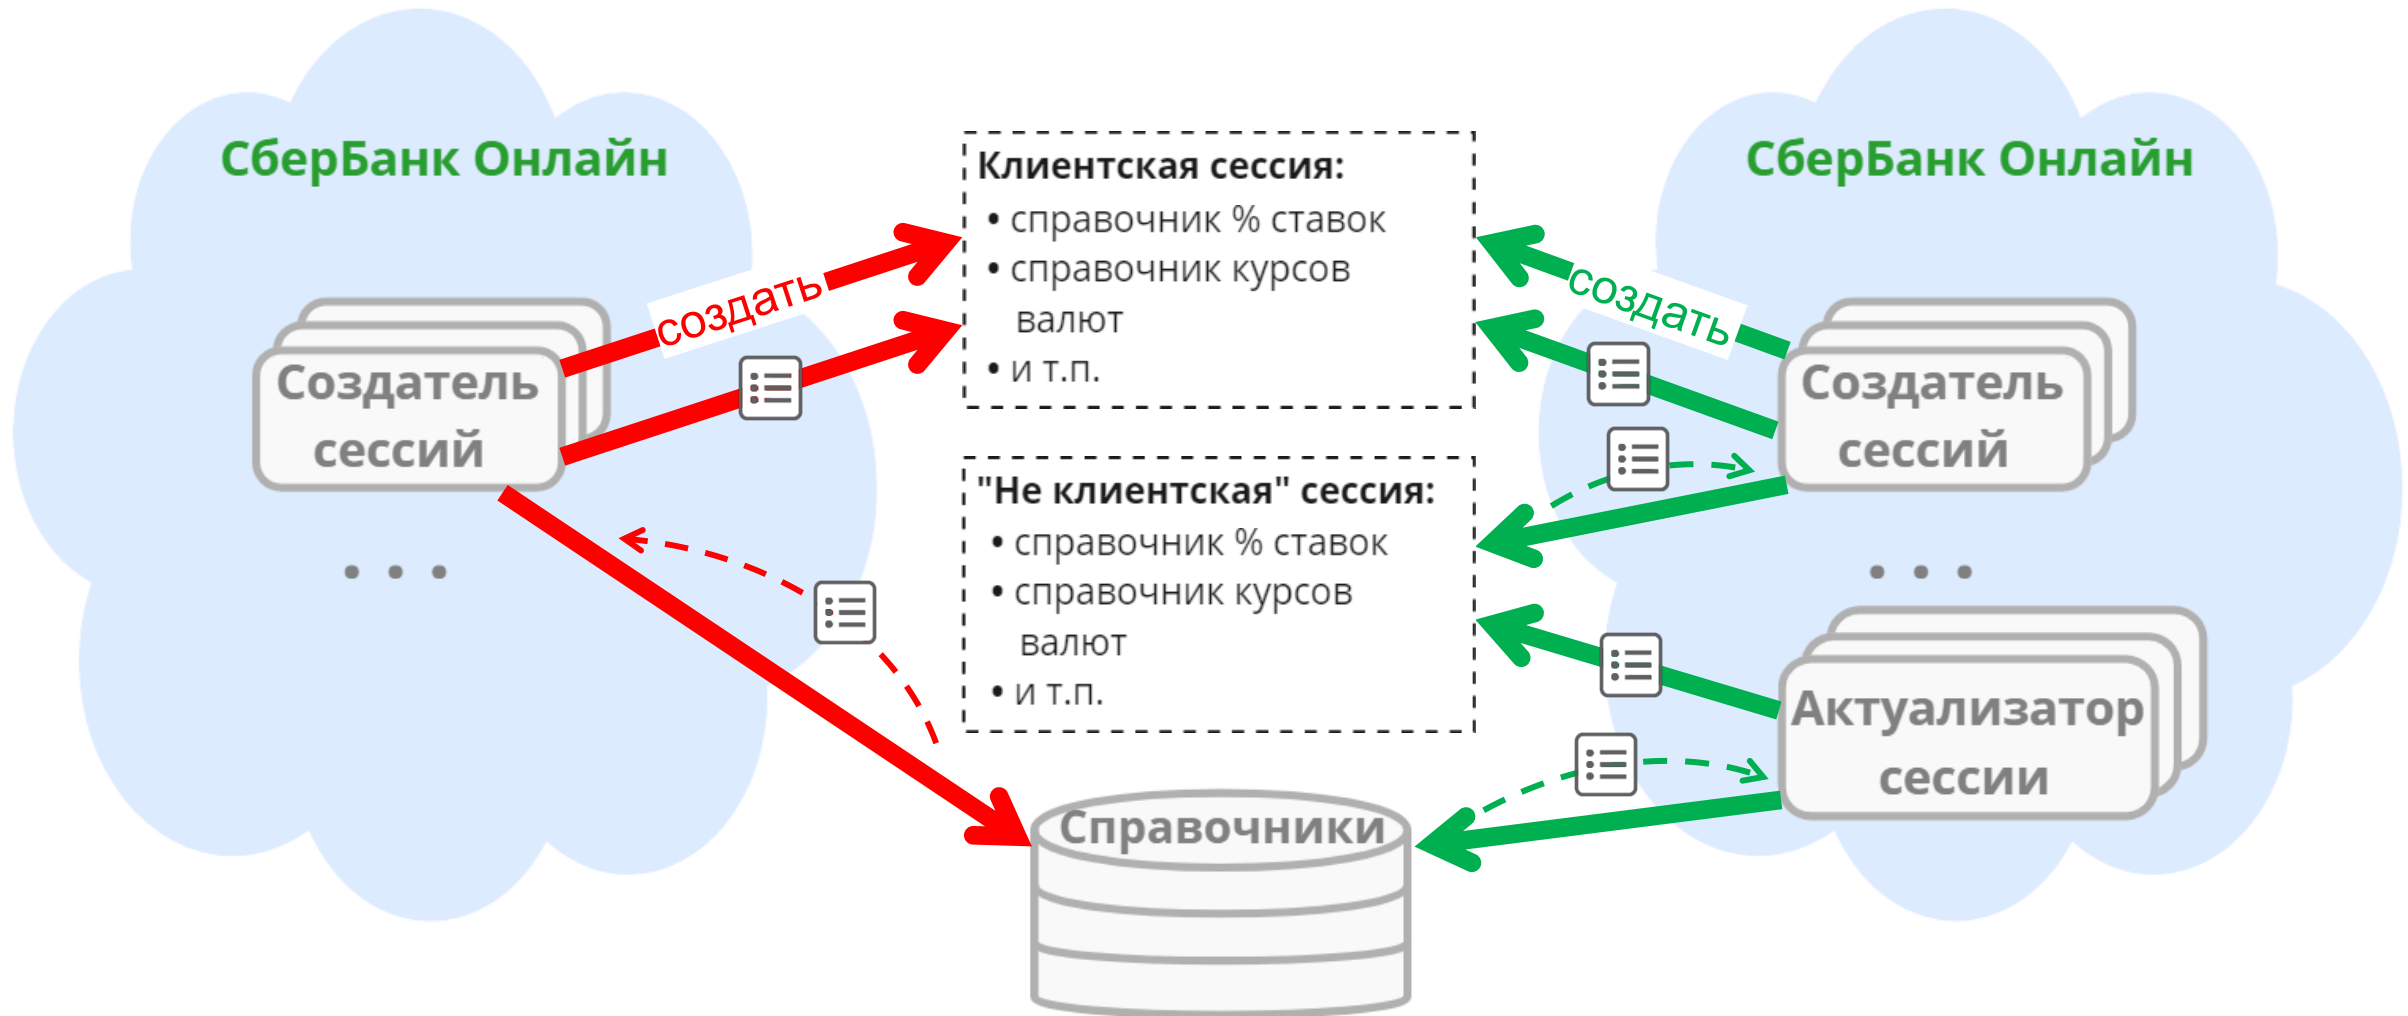 СберБанк Онлайн
создать
Создатель
сессий
. . .
Клиентская сессия:
• справочник % ставок
• справочник курсов
валют
• и т.п.
"Не клиентская" сессия:
• справочник % ставок
• справочник курсов
валют
• и т.п.
Справочники
СберБанк Онлайн
создать
Создатель
сессий
. . .
Актуализатор
сессии